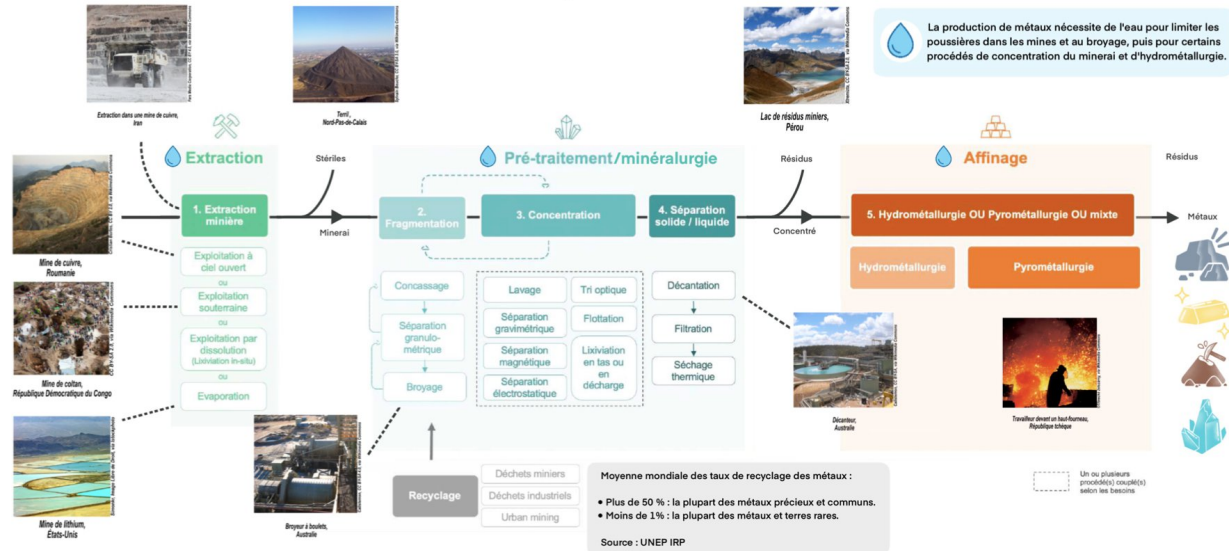 La production de métaux nécessite de l'eau pour limiter les
poussières dans les mines et au broyage, puis pour certains
procédés de concentration du minerai et d'hydrométallurgie.
Extraction dans une mine de cuivre,
Iran
Terril,
Nord-Pas-de-Calais
Lac de résidus miniers,
Pérou
Extraction
Stériles
Pré-traitement/minéralurgie
Résidus
Affinage
Résidus
1. Extraction
minière
Minerai
2.
Fragmentation
3. Concentration
4. Séparation
solide / liquide
Concentré
5. Hydrométallurgie OU Pyrométallurgie OU mixte
Métaux
Mine de cuivre,
Roumanie
Exploitation à
ciel ouvert
ou
Exploitation
souterraine
ou
Exploitation par
dissolution
(Lixiviation in-situ)
ou
Evaporation
Mine de coltan,
République Démocratique du Congo
Mine de lithium,
États-Unis
Concassage
Séparation
granulo-
métrique
Broyage
Lavage
Séparation
gravimétrique
Séparation
magnétique
Séparation
électrostatique
Tri optique
Flottation
Lixiviation
en tas ou
en
décharge
Décantation
Filtration
Séchage
thermique
Hydrométallurgie
Pyrométallurgie
Décanteur,
Australie
Travailleur devant un haut-fourneau,
République tchèque
Broyeur à boulets,
Australie
Recyclage
Déchets miniers
Déchets industriels
Urban mining
Moyenne mondiale des taux de recyclage des métaux :
• Plus de 50 % : la plupart des métaux précieux et communs.
• Moins de 1% : la plupart des métaux et terres rares.
Source : UNEP IRP
Un ou plusieurs
procédé(s) couplé(s)
selon les besoins